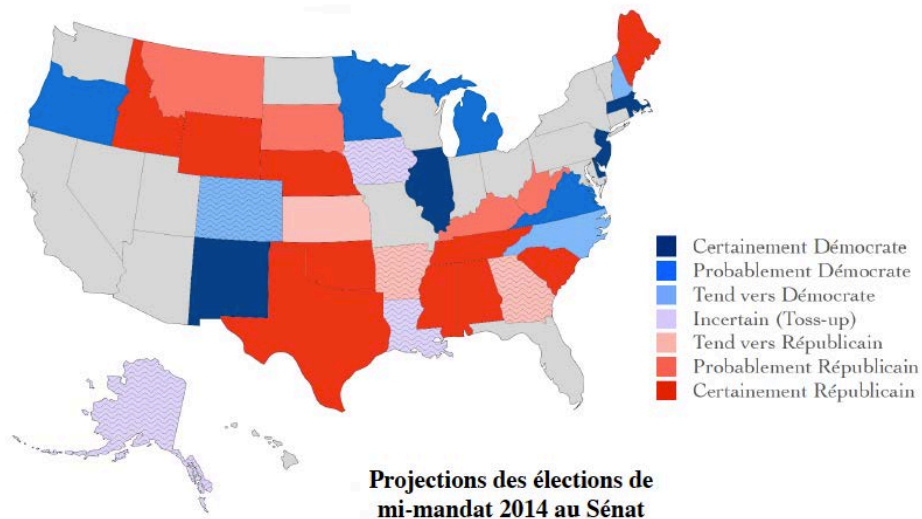 Certainement Démocrate
Probablement Démocrate
Tend vers Démocrate
Incertain (Toss-up)
Tend vers Républicain
Probablement Républicain
Certainement Républicain
Projections des élections de
mi-mandat 2014 au Sénat